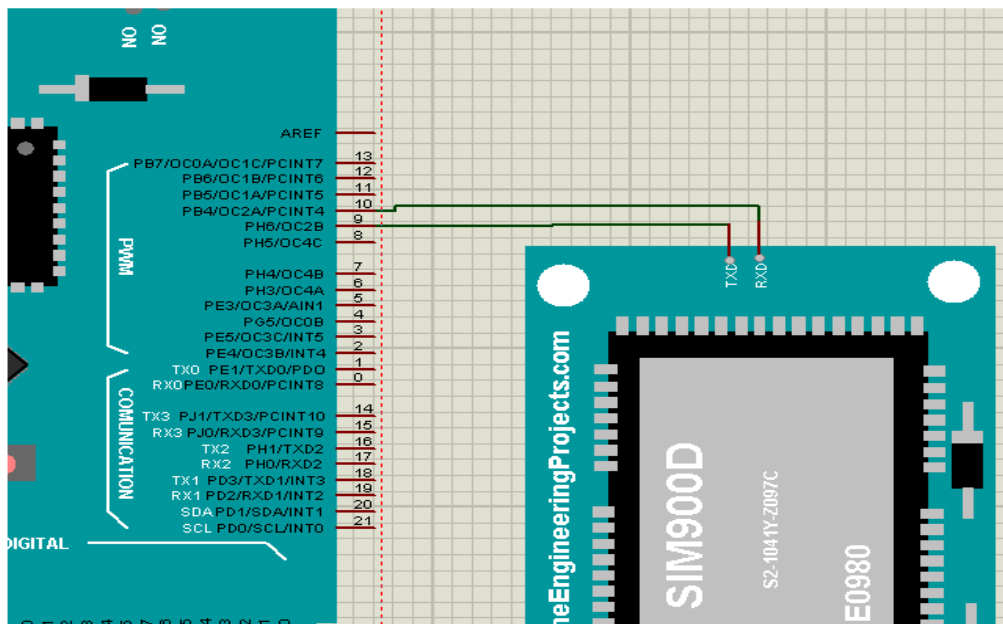 ON
ON
AREF
PB7/OC0A/OC1C/PCINT7 13
PB6/OC1B/PCINT6 12
PB5/OC1A/PCINT5 11
PB4/OC2A/PCINT4 10
PH6/OC2B 9
PH5/OC4C 8
PH4/OC4B 7
PH3/OC4A 6
PE3/OC3A/AIN1 5
PG5/OC0B 4
PE5/OC3C/INT5 3
PE4/OC3B/INT4 2
TX0 PE1/TXD0/PDO 1
RX0PE0/RXD0/PCINT8 0
TX3 PJ1/TXD3/PCINT10 14
RX3 PJ0/RXD3/PCINT9 15
TX2 PH1/TXD2 16
RX2 PH0/RXD2 17
TX1 PD3/TXD1/INT3 18
RX1 PD2/RXD1/INT2 19
SDA PD1/SDA/INT1 20
SCL PD0/SCL/INT0 21
PWM
COMUNICATION
DIGITAL
TXD
RXD
neEngineeringProjects.com
SIM900D
S2-1041Y-Z097C
E0980